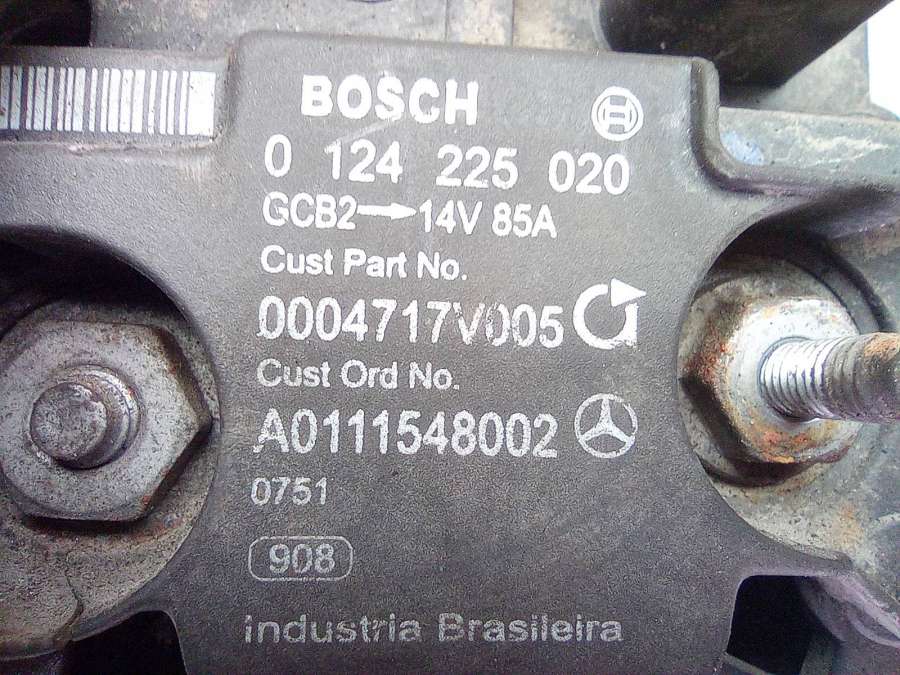 BOSCH
0 124 225 020
GCB2→14V 85A
Cust Part No.
0004717V005
Cust Ord No.
A0111548002
0751
908
industria Brasileira